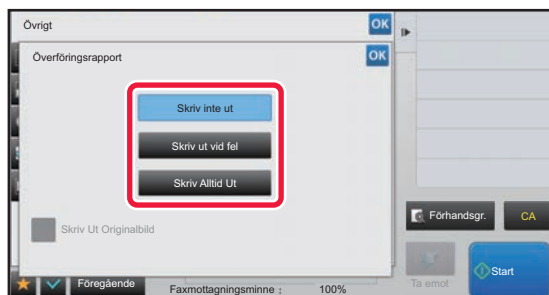 Övrigt
OK
Överföringsrapport
OK
Skriv inte ut
Skriv ut vid fel
Skriv Alltid Ut
Skriv Ut Originalbild
Förhandsgr.
CA
Föregående
Faxmottagningsminne : 100%
Ta emot
Start